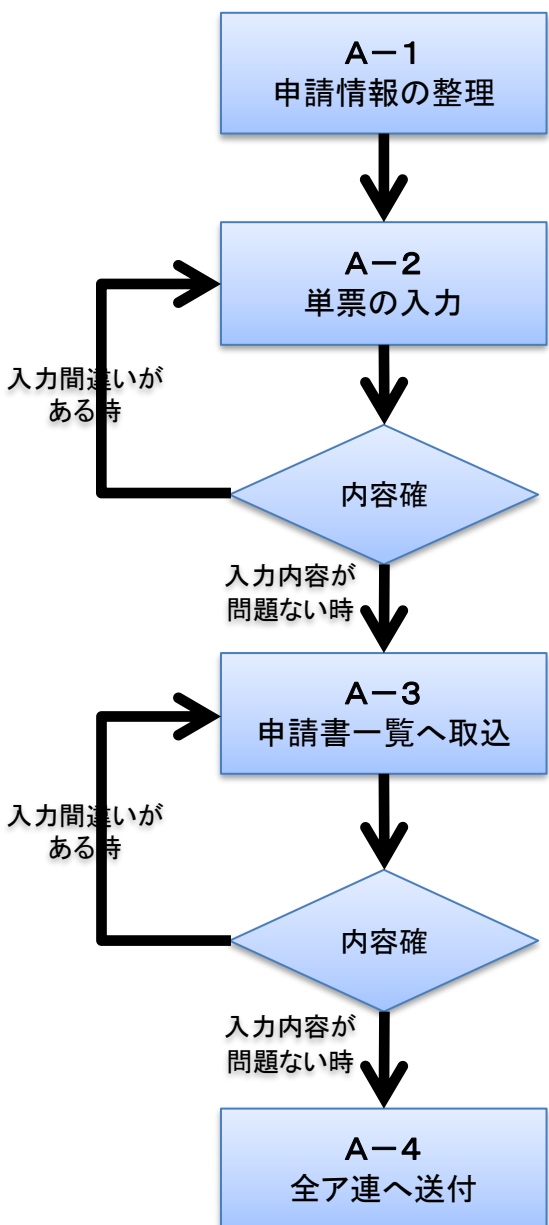 A－1
申請情報の整理
A－2
単票の入力
入力間違いが
ある時
内容確
入力内容が
問題ない時
A－3
申請書一覧へ取込
入力間違いが
ある時
内容確
入力内容が
問題ない時
A－4
全ア連へ送付